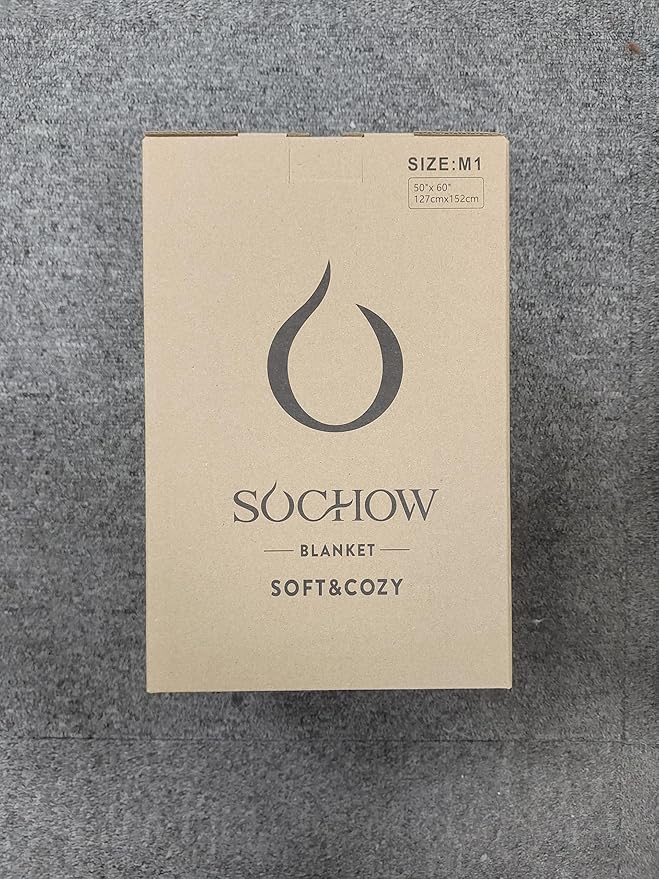 SIZE:M1
50"x 60"
127cmx152cm
SOCHOW
BLANKET
SOFT&COZY